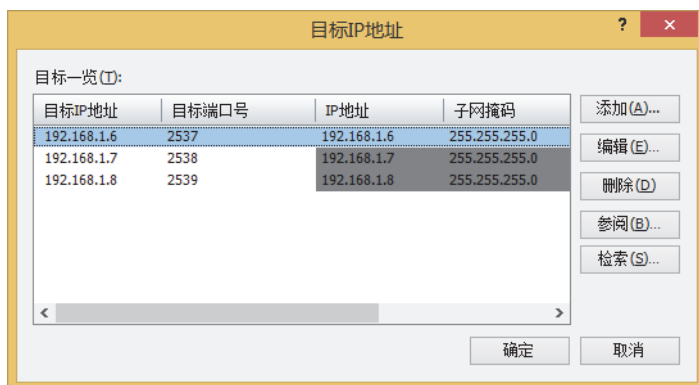 目标IP地址
?
×
目标一览(T):
目标IP地址 目标端口号 IP地址 子网掩码
192.168.1.6 2537 192.168.1.6 255.255.255.0
192.168.1.7 2538 192.168.1.7 255.255.255.0
192.168.1.8 2539 192.168.1.8 255.255.255.0
添加(A)...
编辑(E)...
删除(D)
参阅(B)...
检索(S)...
确定 取消